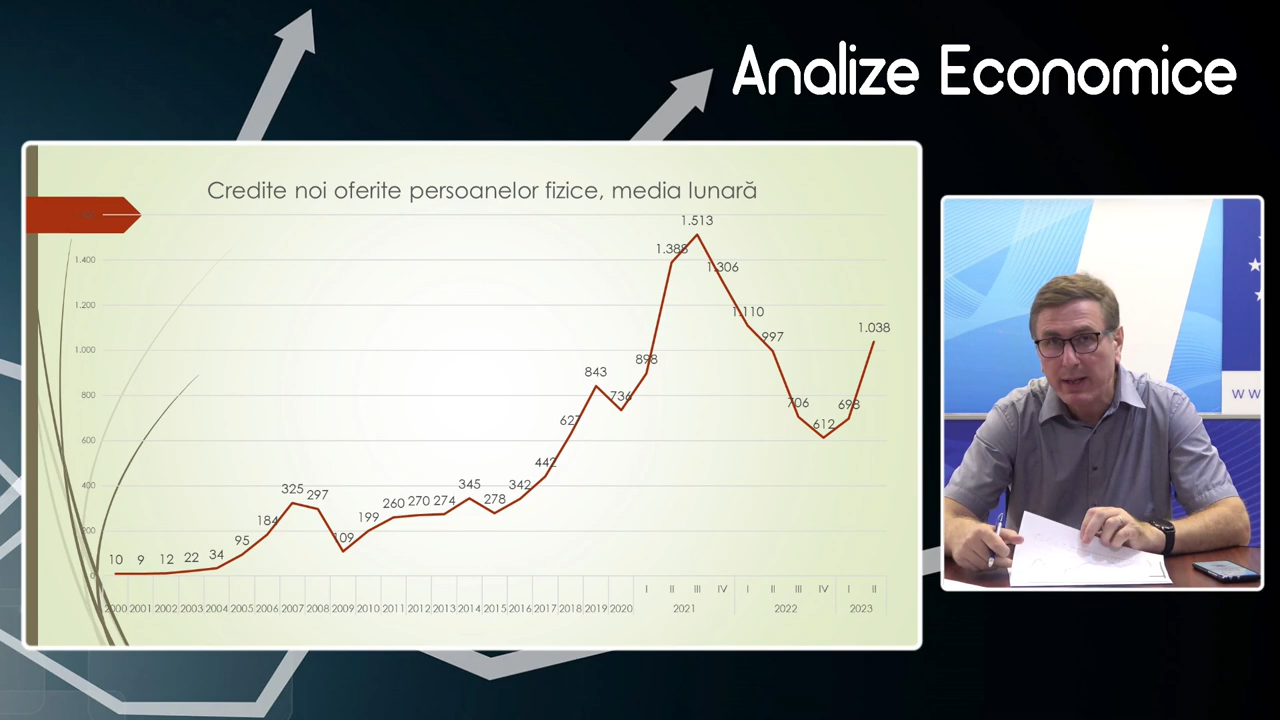 Analize Economice
Credite noi oferite persoanelor fizice, media lunară
1.400
1.200
1.000
800
600
400
200
0
10 9 12 22 34 95 184 325 297 109 199 260 270 274 345 278 342 442 627 843 736 898 1.388 1.513 1.306 1.110 997 706 612 698 1.038
I II III IV I II III IV I II
2000 2001 2002 2003 2004 2005 2006 2007 2008 2009 2010 2011 2012 2013 2014 2015 2016 2017 2018 2019 2020 2021 2022 2023
W W